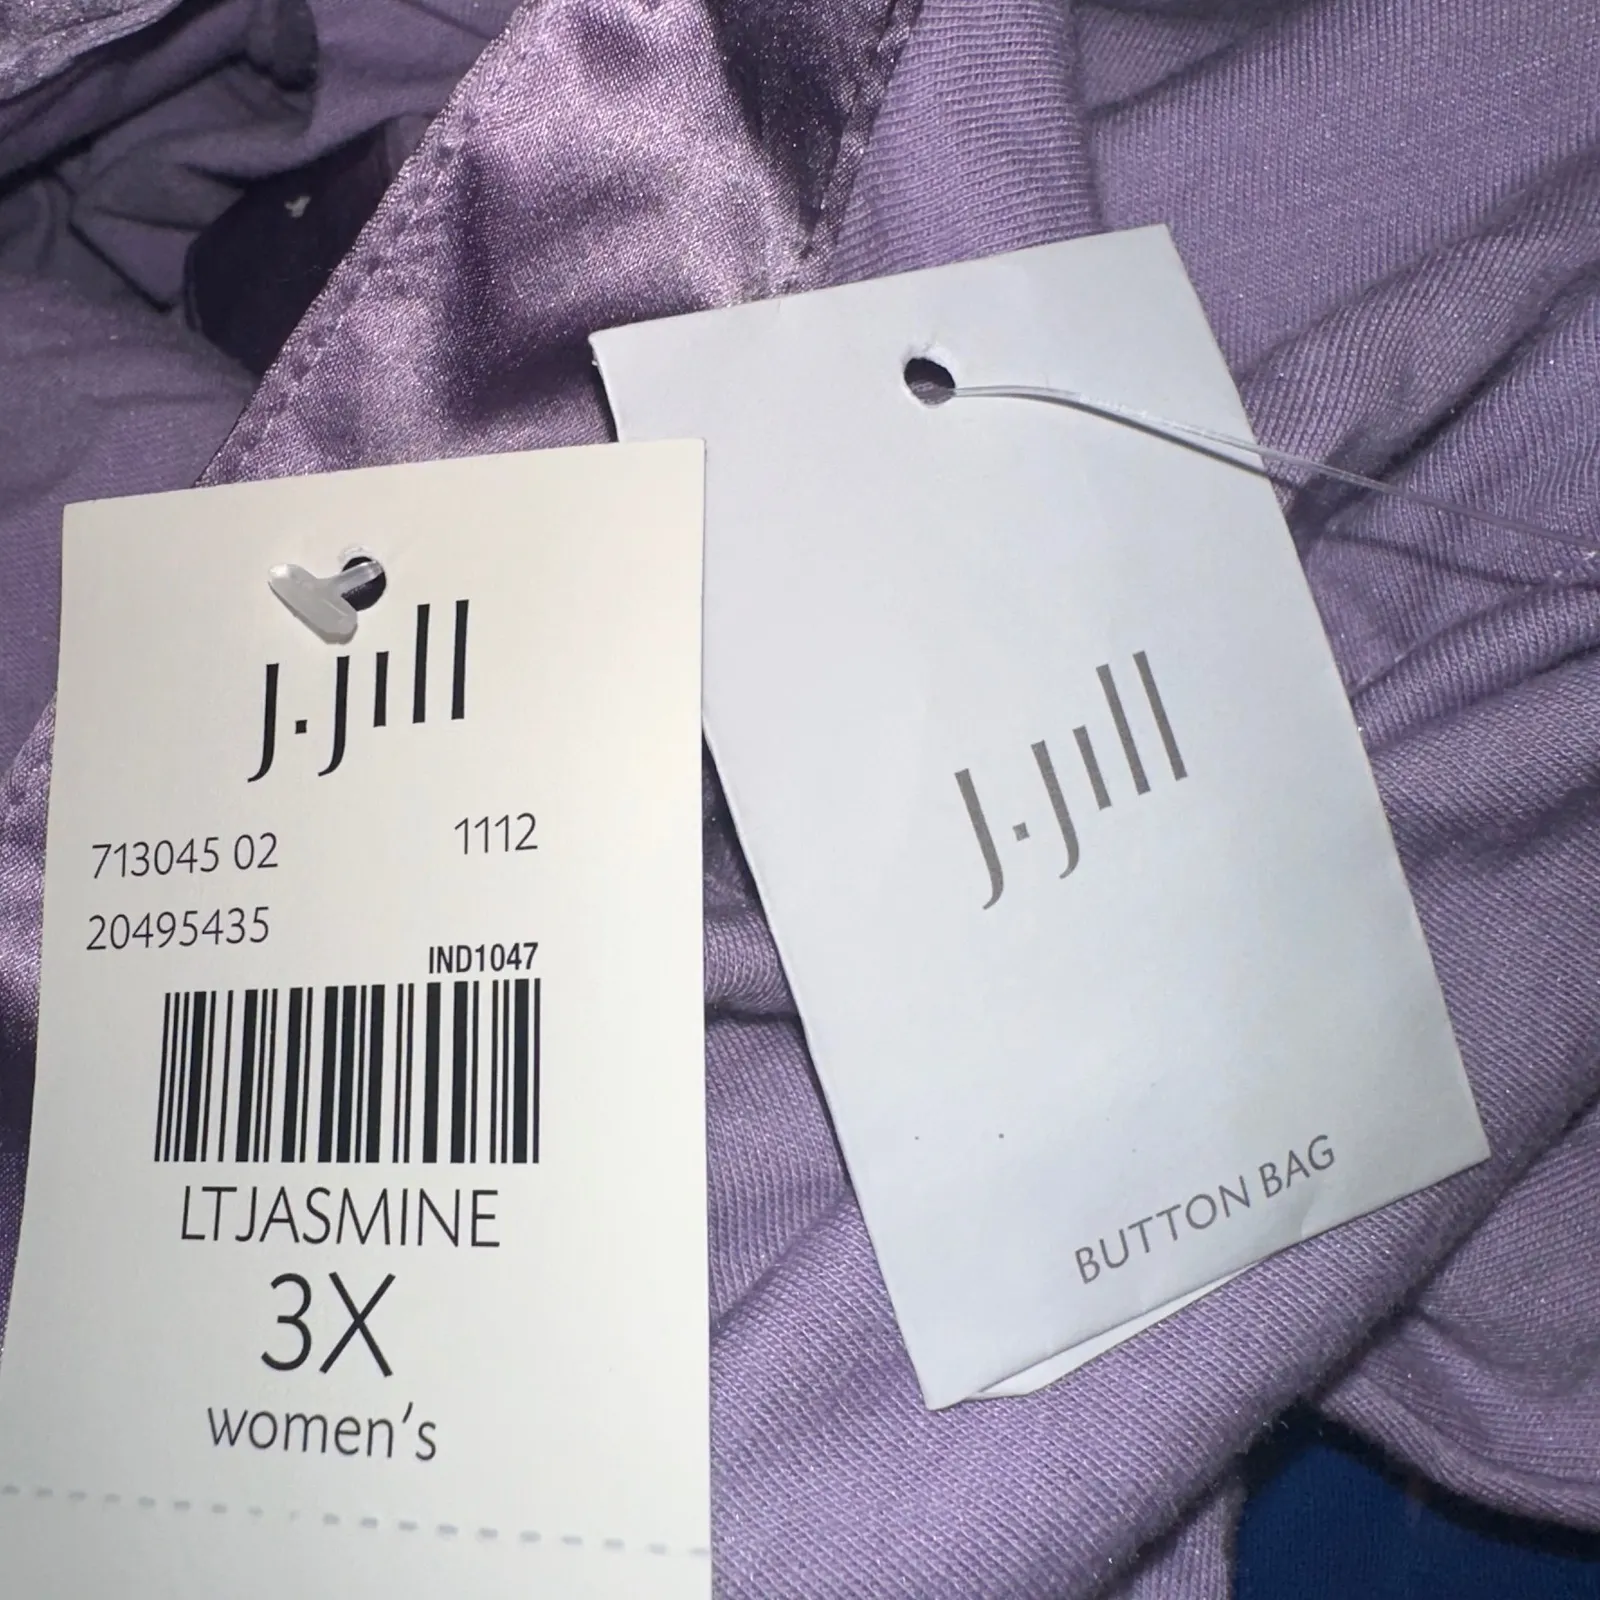 J.Jill
713045 02 1112
20495435
IND1047
LTJASMINE
3X
women's
J.Jill
BUTTON BAG